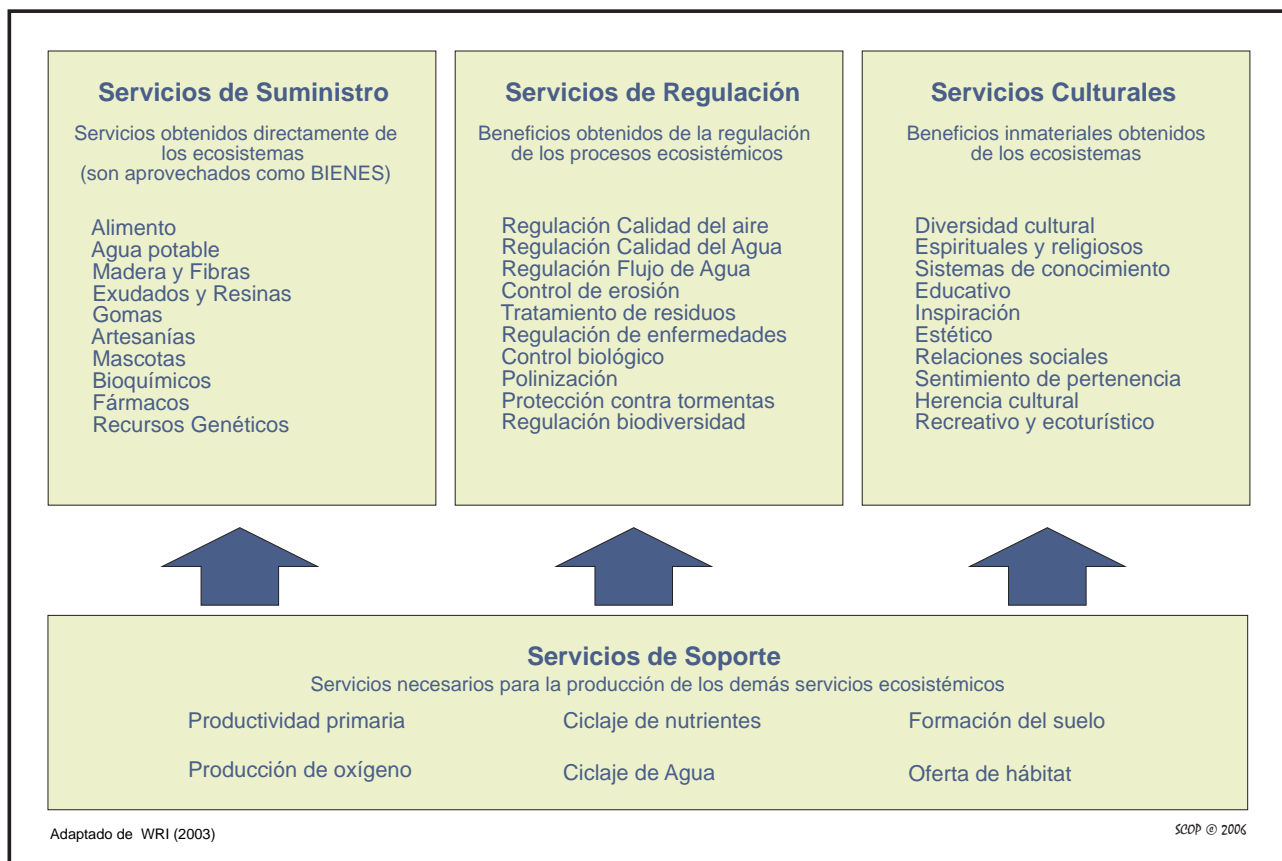 Servicios de Suministro
Servicios obtenidos directamente de
los ecosistemas
(son aprovechados como BIENES)
Alimento
Agua potable
Madera y Fibras
Exudados y Resinas
Gomas
Artesanías
Mascotas
Bioquímicos
Fármacos
Recursos Genéticos
Servicios de Regulación
Beneficios obtenidos de la regulación
de los procesos ecosistémicos
Regulación Calidad del aire
Regulación Calidad del Agua
Regulación Flujo de Agua
Control de erosión
Tratamiento de residuos
Regulación de enfermedades
Control biológico
Polinización
Protección contra tormentas
Regulación biodiversidad
Servicios Culturales
Beneficios inmateriales obtenidos
de los ecosistemas
Diversidad cultural
Espirituales y religiosos
Sistemas de conocimiento
Educativo
Inspiración
Estético
Relaciones sociales
Sentimiento de pertenencia
Herencia cultural
Recreativo y ecoturístico
Servicios de Soporte
Servicios necesarios para la producción de los demás servicios ecosistémicos
Productividad primaria
Ciclaje de nutrientes
Formación del suelo
Producción de oxígeno
Ciclaje de Agua
Oferta de hábitat
Adaptado de WRI (2003)
SCOP © 2006